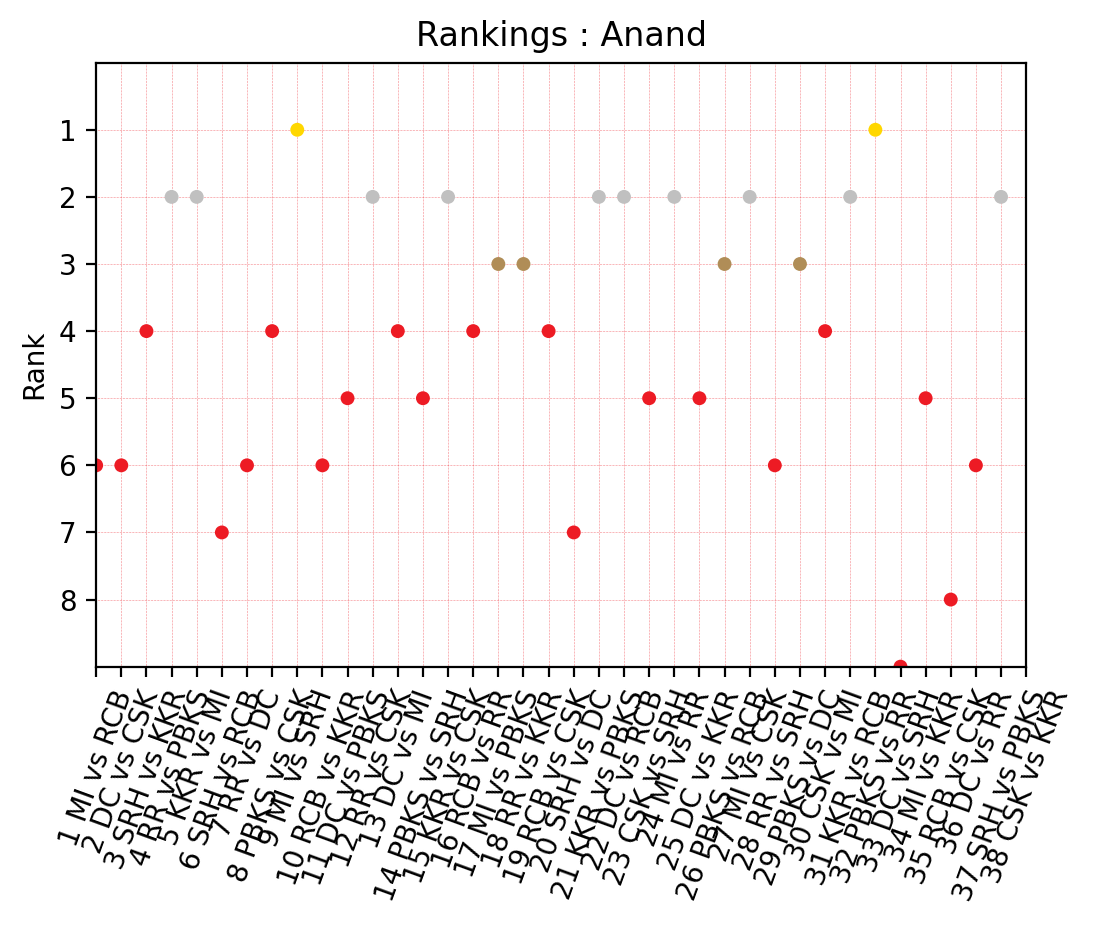 Rankings : Anand
Rank
1
2
3
4
5
6
7
8
1 MI vs RCB
2 DC vs CSK
3 SRH vs KKR
4 RR vs PBKS
5 KKR vs MI
6 SRH vs RCB
7 RR vs DC
8 PBKS vs CSK
9 MI vs SRH
10 RCB vs KKR
11 DC vs PBKS
12 RR vs CSK
13 DC vs MI
14 PBKS vs SRH
15 KKR vs CSK
16 RCB vs RR
17 MI vs PBKS
18 RR vs KKR
19 RCB vs CSK
20 SRH vs DC
21 KKR vs PBKS
22 DC vs RCB
23 CSK vs SRH
24 MI vs RR
25 DC vs KKR
26 PBKS vs RCB
27 MI vs CSK
28 RR vs SRH
29 PBKS vs DC
30 CSK vs MI
31 KKR vs RCB
32 PBKS vs RR
33 DC vs SRH
34 MI vs KKR
35 RCB vs CSK
36 DC vs RR
37 SRH vs PBKS
38 CSK vs KKR